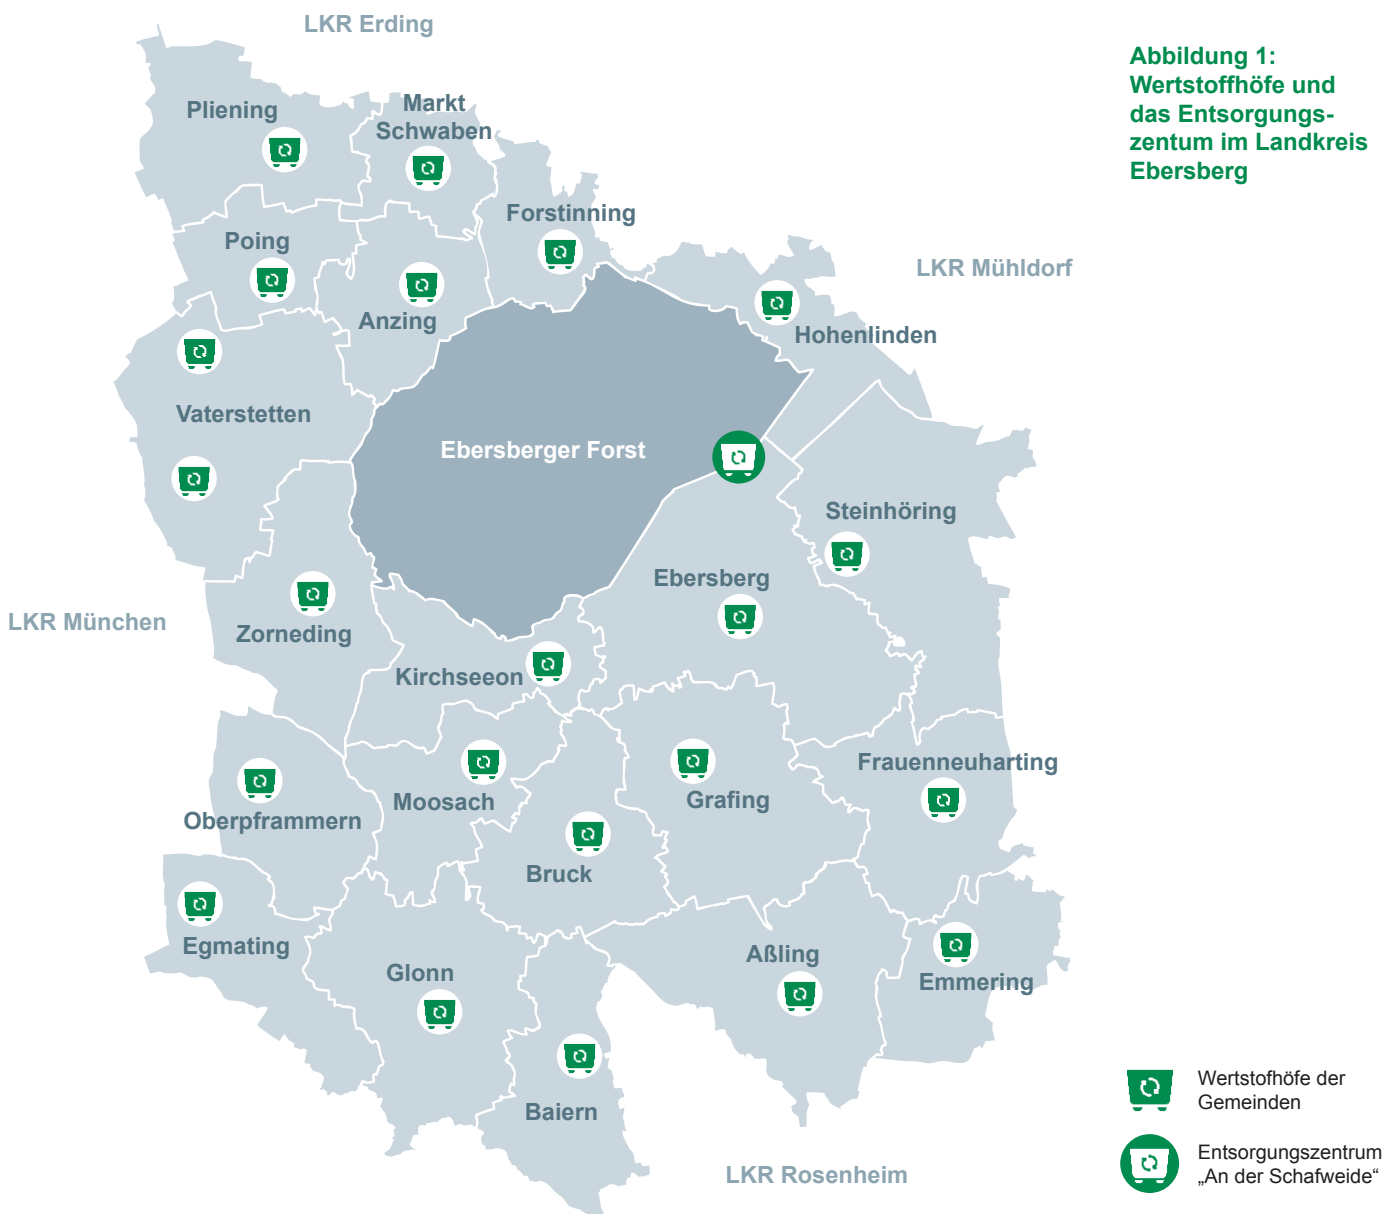 LKR Erding
Abbildung 1:
Wertstoffhöfe und
das Entsorgungs-
zentum im Landkreis
Ebersberg
Pliening
Markt
Schwaben
Forstinning
Poing
LKR Mühldorf
Anzing
Hohenlinden
Vaterstetten
Ebersberger Forst
Steinhöring
Ebersberg
LKR München
Zorneding
Kirchseeon
Frauenneuharting
Moosach
Grafing
Oberpframmern
Bruck
Egmating
Aßling
Glonn
Emmering
Baiern
LKR Rosenheim
Wertstofhöfe der
Gemeinden
Entsorgungszentrum
„An der Schafweide“